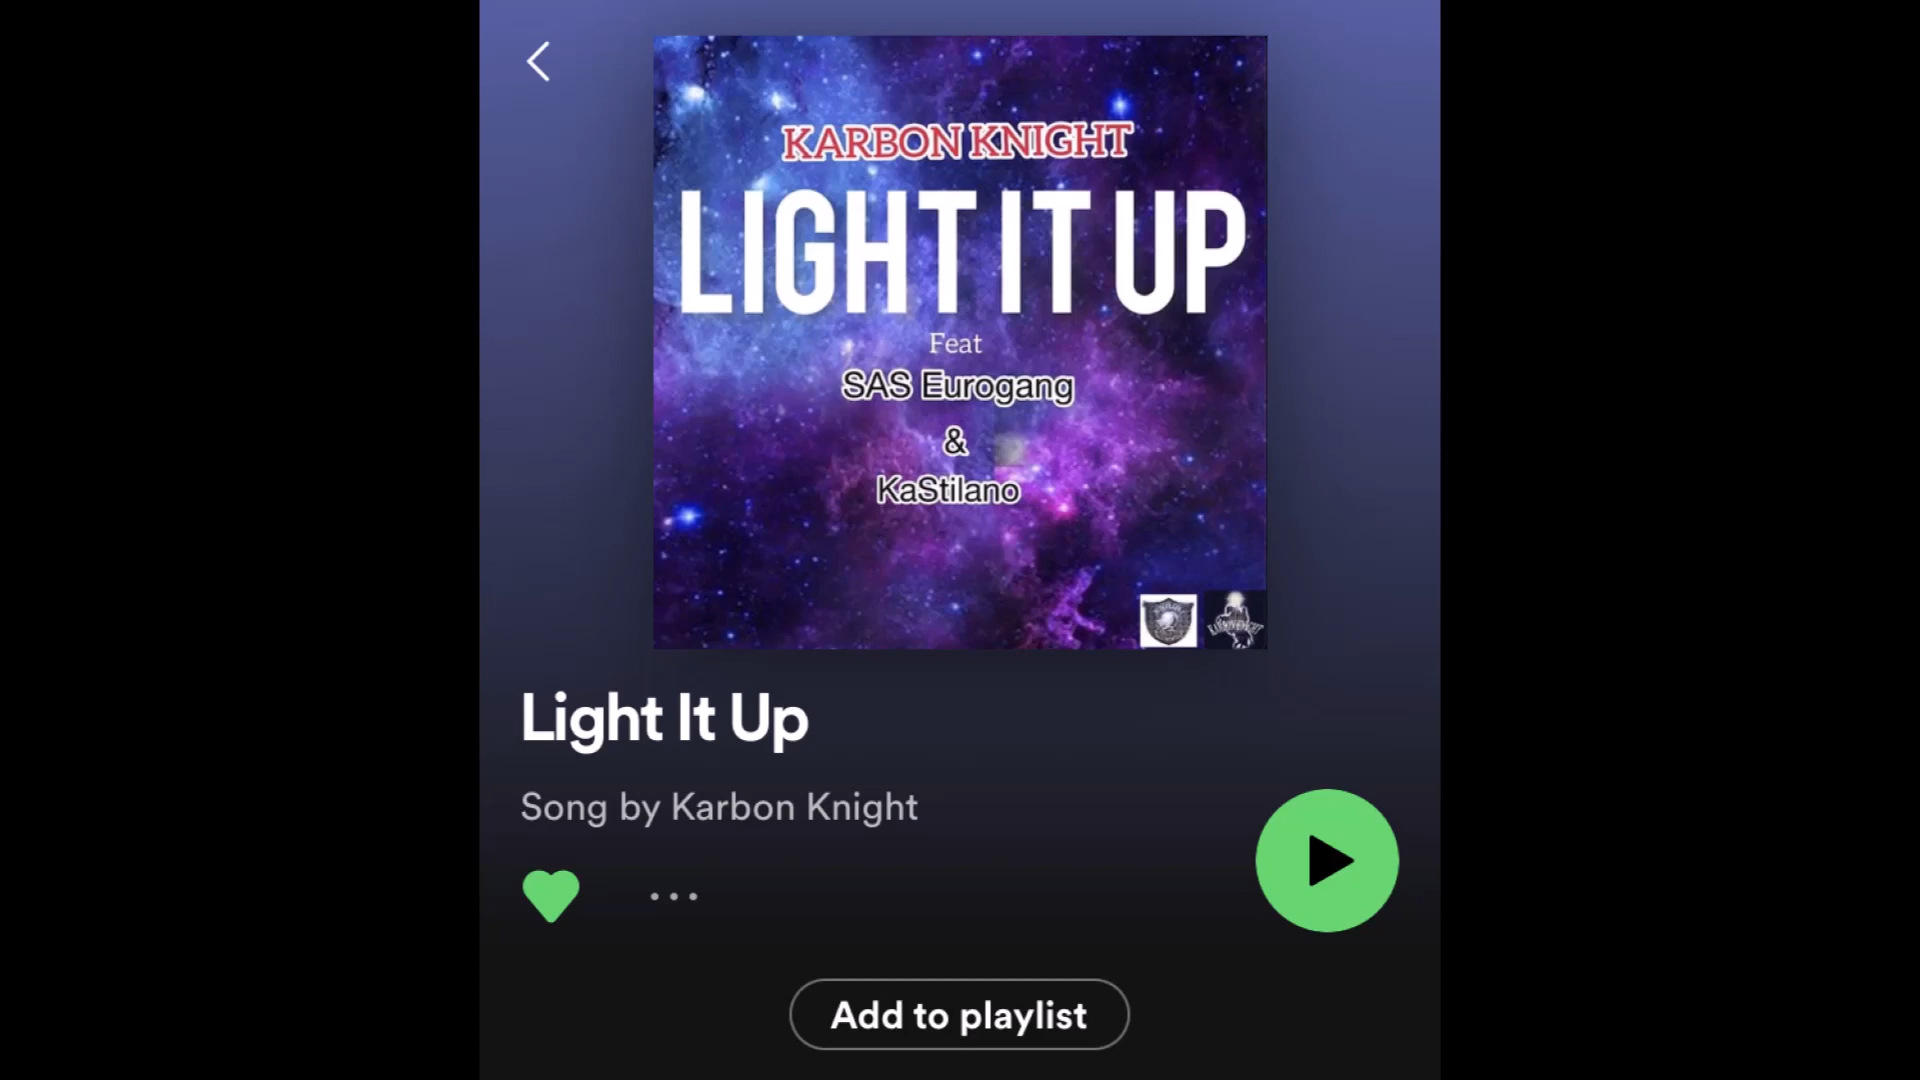 KARBON KNIGHT
LIGHT IT UP
Feat
SAS Eurogang
&
KaStilano
Light It Up
Song by Karbon Knight
Add to playlist